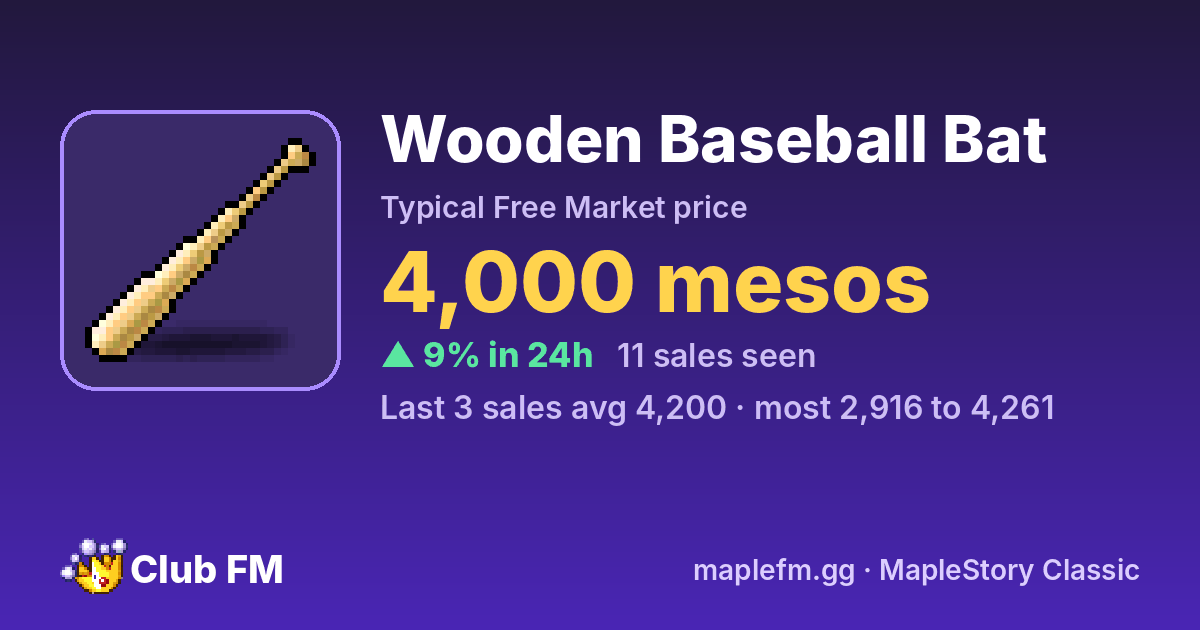 Wooden Baseball Bat
Typical Free Market price
4,000 mesos
▲ 9% in 24h 11 sales seen
Last 3 sales avg 4,200 · most 2,916 to 4,261
Club FM
maplefm.gg · MapleStory Classic